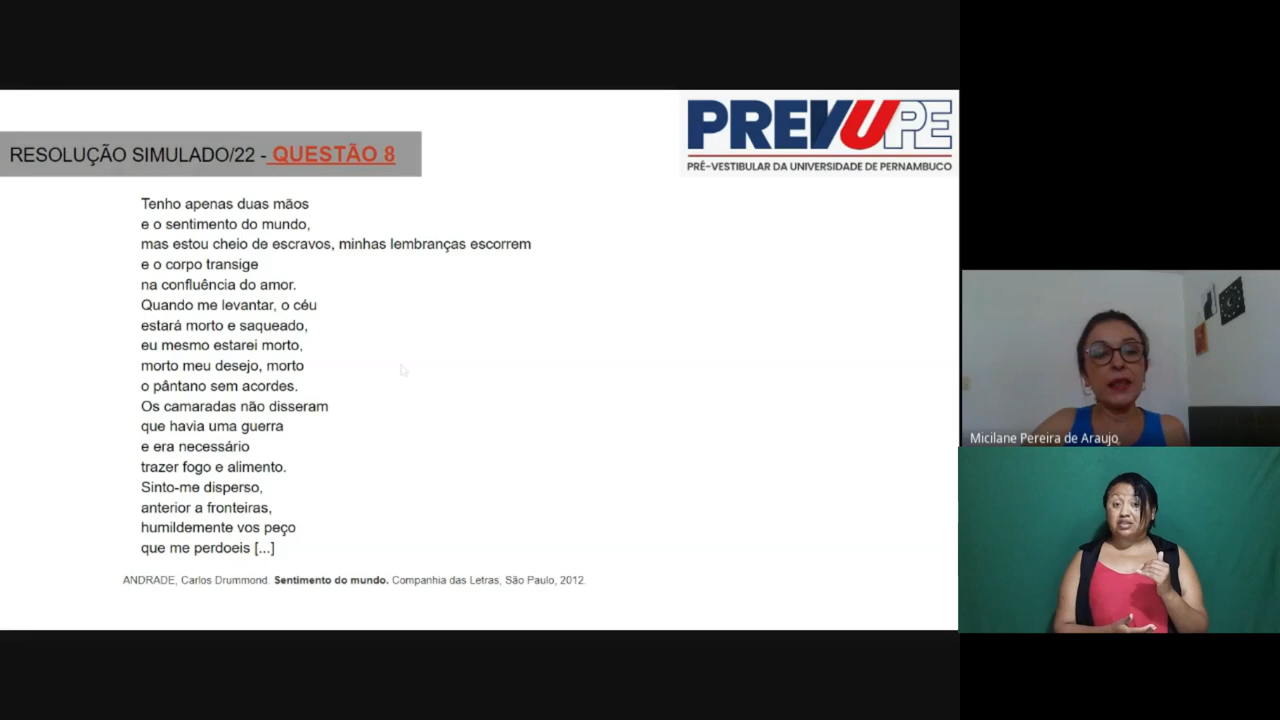 RESOLUÇÃO SIMULADO/22 - QUESTÃO 8
PREVUPE
PRÉ-VESTIBULAR DA UNIVERSIDADE DE PERNAMBUCO
Tenho apenas duas mãos
e o sentimento do mundo,
mas estou cheio de escravos, minhas lembranças escorrem
e o corpo transige
na confluência do amor.
Quando me levantar, o céu
estará morto e saqueado,
eu mesmo estarei morto,
morto meu desejo, morto
o pântano sem acordes.
Os camaradas não disseram
que havia uma guerra
e era necessário
trazer fogo e alimento.
Sinto-me disperso,
anterior a fronteiras,
humildemente vos peço
que me perdoeis [...]
ANDRADE, Carlos Drummond. Sentimento do mundo. Companhia das Letras, São Paulo, 2012.
Micilane Pereira de Araujo